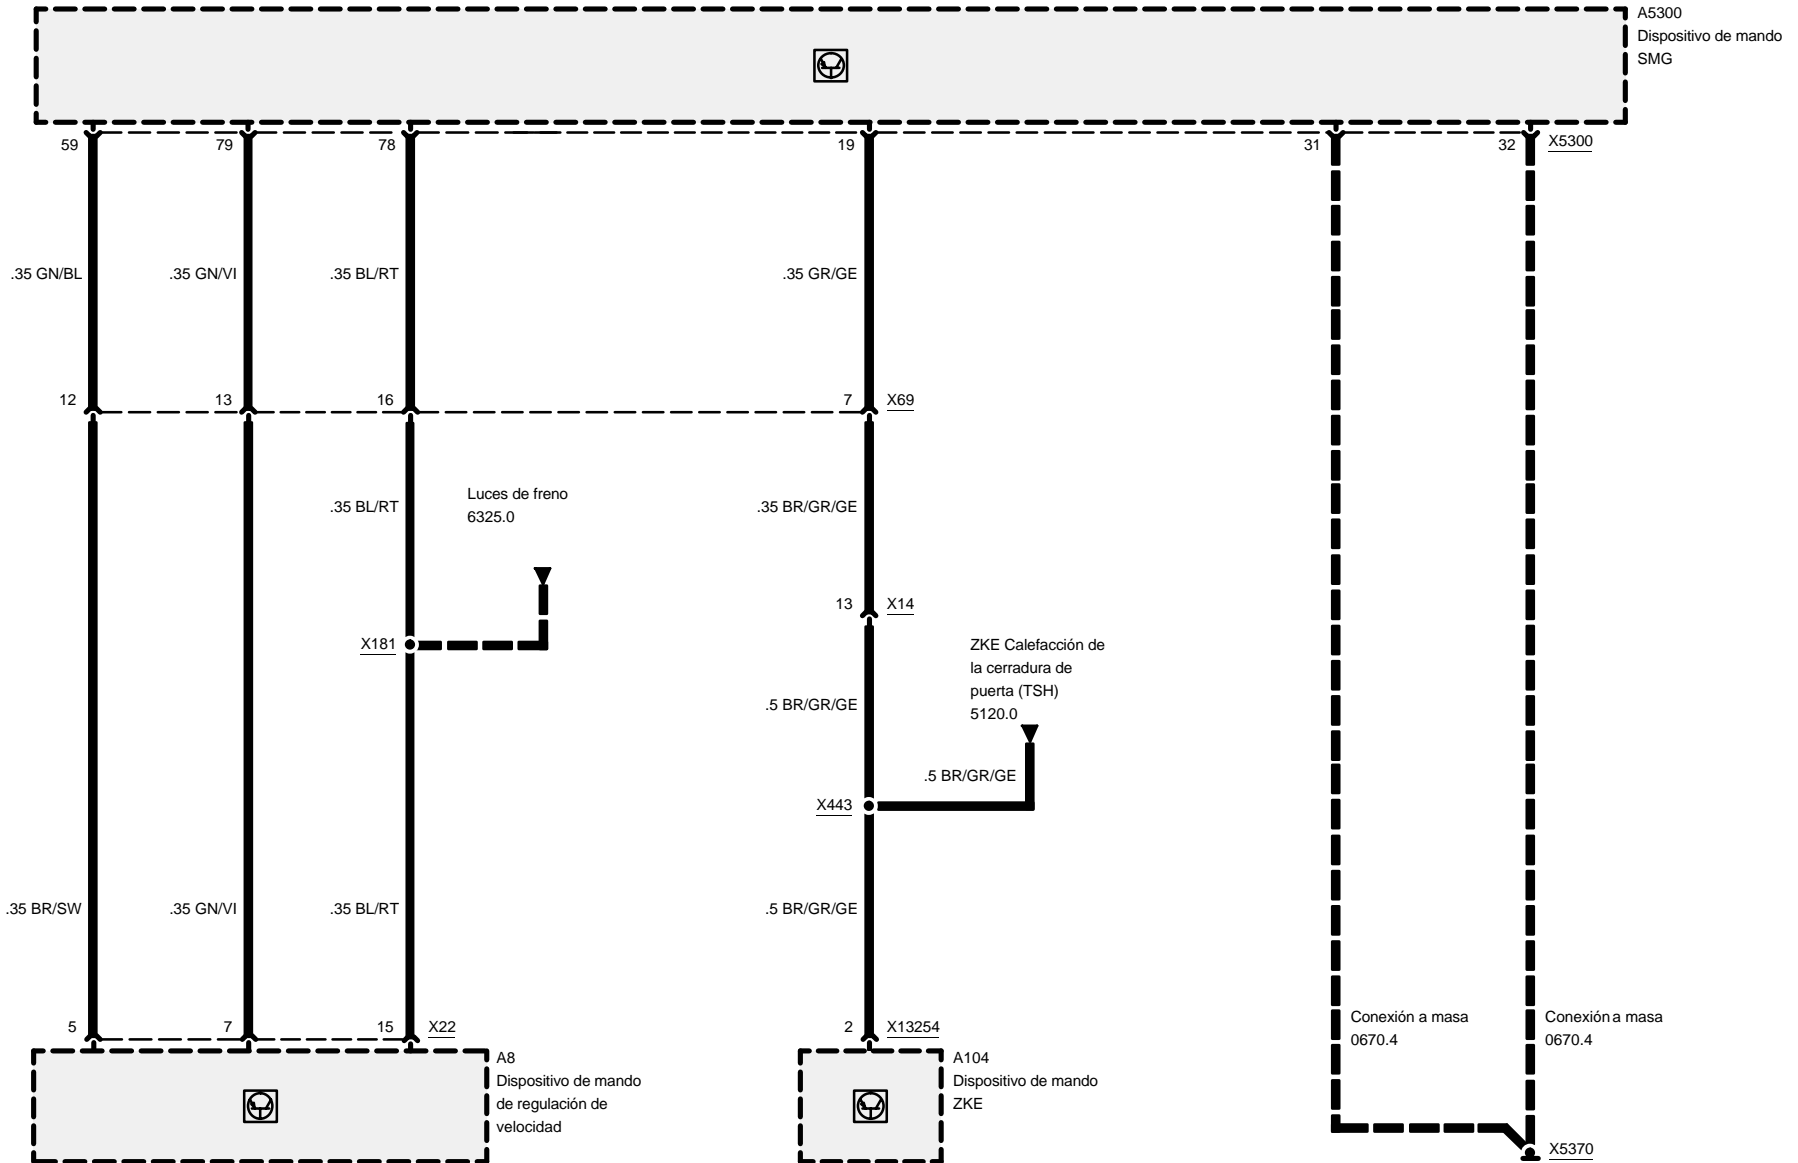 A5300
Dispositivo de mando
SMG
59
79
78
19
31
32
X5300
.35 GN/BL
.35 GN/VI
.35 BL/RT
.35 GR/GE
12
13
16
7
X69
.35 BL/RT
Luces de freno
6325.0
.35 BR/GR/GE
13
X14
X181
ZKE Calefacción de
la cerradura de
puerta (TSH)
5120.0
.5 BR/GR/GE
.5 BR/GR/GE
X443
.35 BR/SW
.35 GN/VI
.35 BL/RT
.5 BR/GR/GE
5
7
15
X22
2
X13254
Conexión a masa
0670.4
Conexión a masa
0670.4
A8
Dispositivo de mando
de regulación de
velocidad
A104
Dispositivo de mando
ZKE
X5370